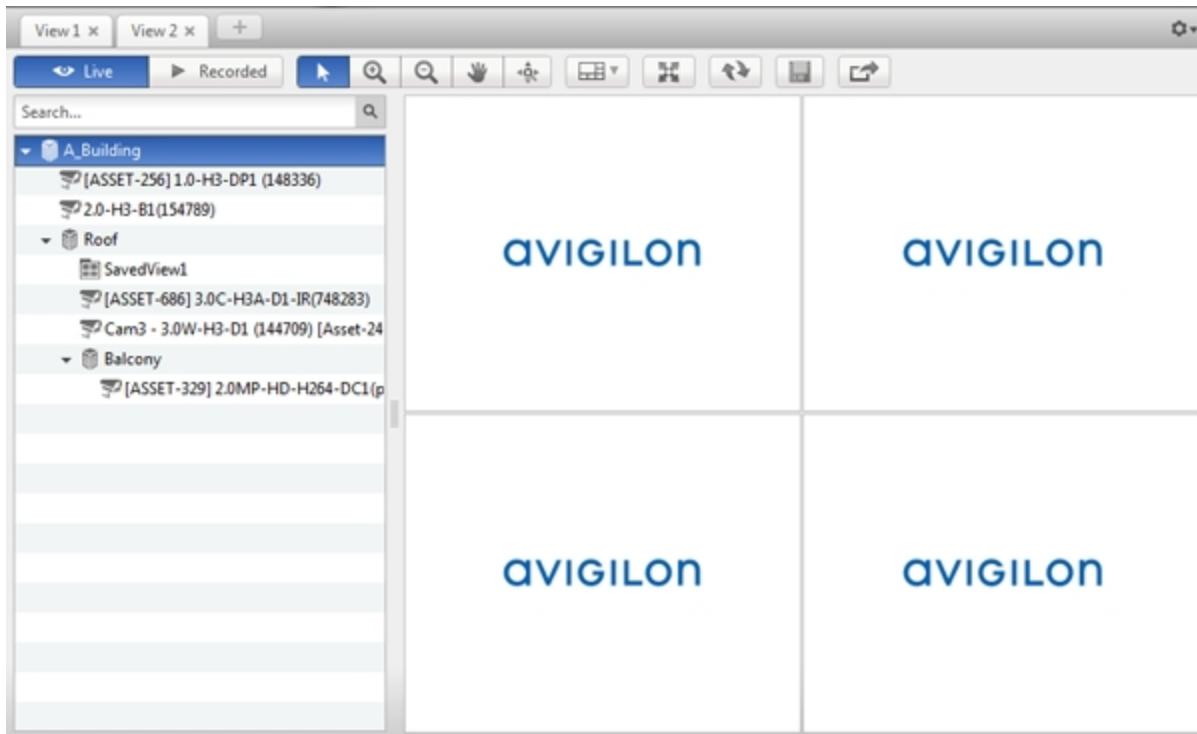 View 1 ×
View 2 ×
+
Live
Recorded
Search...
A_Building
[ASSET-256] 1.0-H3-DP1 (148336)
2.0-H3-B1(154789)
Roof
SavedView1
[ASSET-686] 3.0C-H3A-D1-IR(748283)
Cam3 - 3.0W-H3-D1 (144709) [Asset-24
Balcony
[ASSET-329] 2.0MP-HD-H264-DC1(p
avigilon
avigilon
avigilon
avigilon